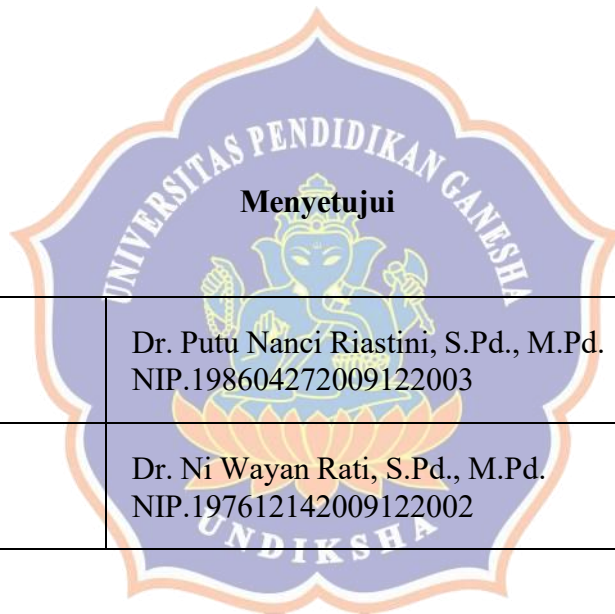 UNIVERSITAS PENDIDIKAN GANESHA
Menyetujui
Dr. Putu Nanci Riastini, S.Pd., M.Pd.
NIP.198604272009122003
Dr. Ni Wayan Rati, S.Pd., M.Pd.
NIP.197612142009122002
UNDIKSHA